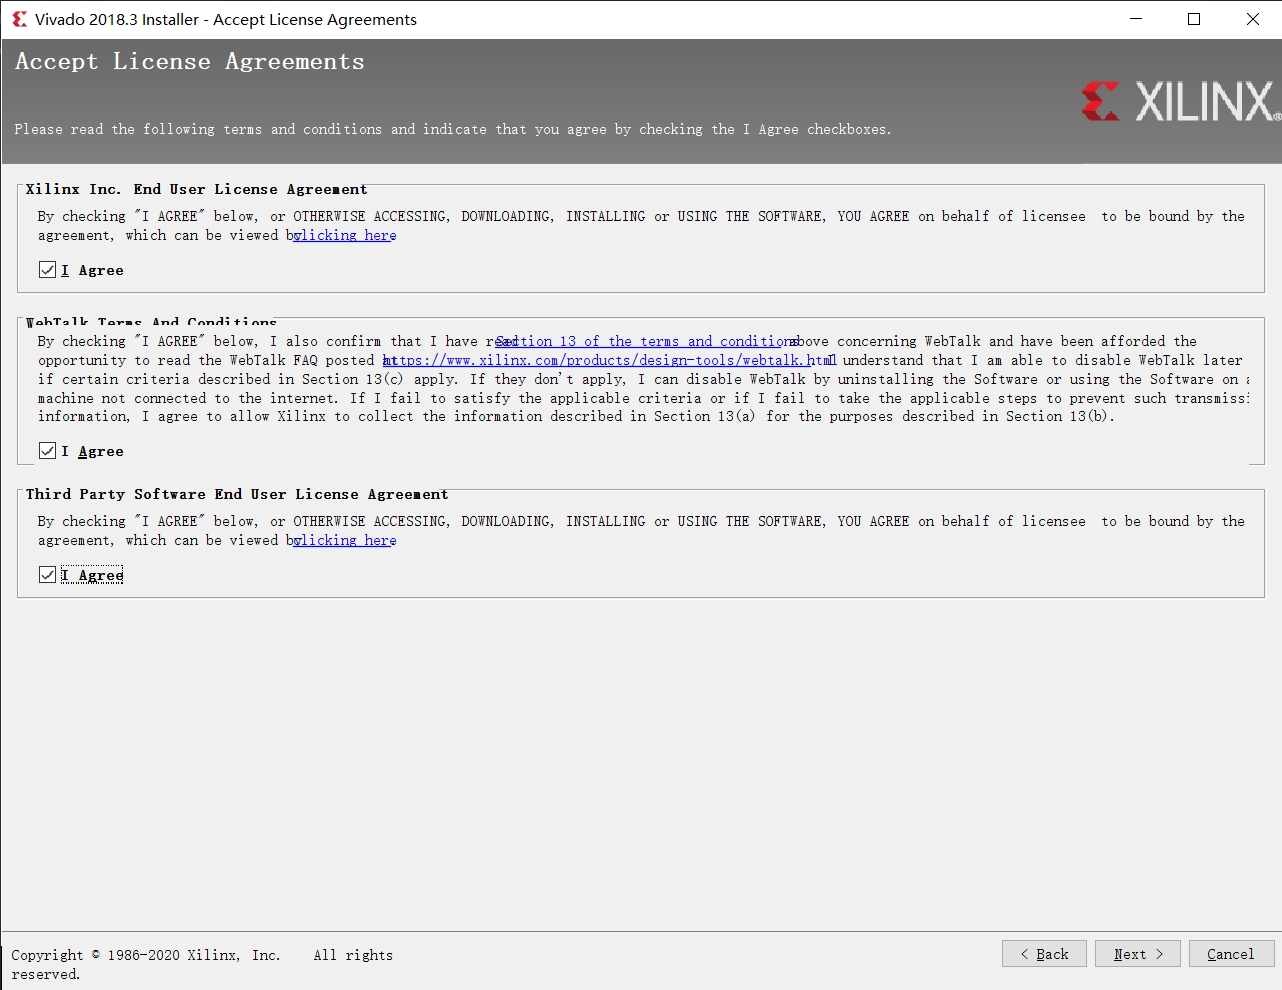 Vivado 2018.3 Installer - Accept License Agreements
Accept License Agreements
XILINX®
Please read the following terms and conditions and indicate that you agree by checking the I Agree checkboxes.
Xilinx Inc. End User License Agreement
By checking "I AGREE" below, or OTHERWISE ACCESSING, DOWNLOADING, INSTALLING or USING THE SOFTWARE, YOU AGREE on behalf of licensee to be bound by the
agreement, which can be viewed by clicking here.
I Agree
WebTalk Terms And Conditions
By checking "I AGREE" below, I also confirm that I have read Section 13 of the terms and conditions above concerning WebTalk and have been afforded the
opportunity to read the WebTalk FAQ posted at https://www.xilinx.com/products/design-tools/webtalk.html. I understand that I am able to disable WebTalk later
if certain criteria described in Section 13(c) apply. If they don't apply, I can disable WebTalk by uninstalling the Software or using the Software on a
machine not connected to the internet. If I fail to satisfy the applicable criteria or if I fail to take the applicable steps to prevent such transmissi
information, I agree to allow Xilinx to collect the information described in Section 13(a) for the purposes described in Section 13(b).
I Agree
Third Party Software End User License Agreement
By checking "I AGREE" below, or OTHERWISE ACCESSING, DOWNLOADING, INSTALLING or USING THE SOFTWARE, YOU AGREE on behalf of licensee to be bound by the
agreement, which can be viewed by clicking here.
I Agree
Copyright © 1986-2020 Xilinx, Inc. All rights
reserved.
< Back
Next >
Cancel